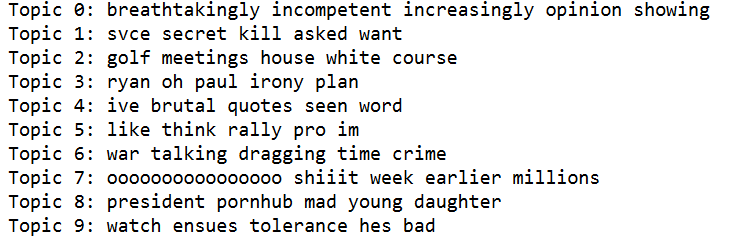 Topic 0: breathtakingly incompetent increasingly opinion showing
Topic 1: svce secret kill asked want
Topic 2: golf meetings house white course
Topic 3: ryan oh paul irony plan
Topic 4: ive brutal quotes seen word
Topic 5: like think rally pro im
Topic 6: war talking dragging time crime
Topic 7: oooooooooooooooo shiiit week earlier millions
Topic 8: president pornhub mad young daughter
Topic 9: watch ensues tolerance hes bad